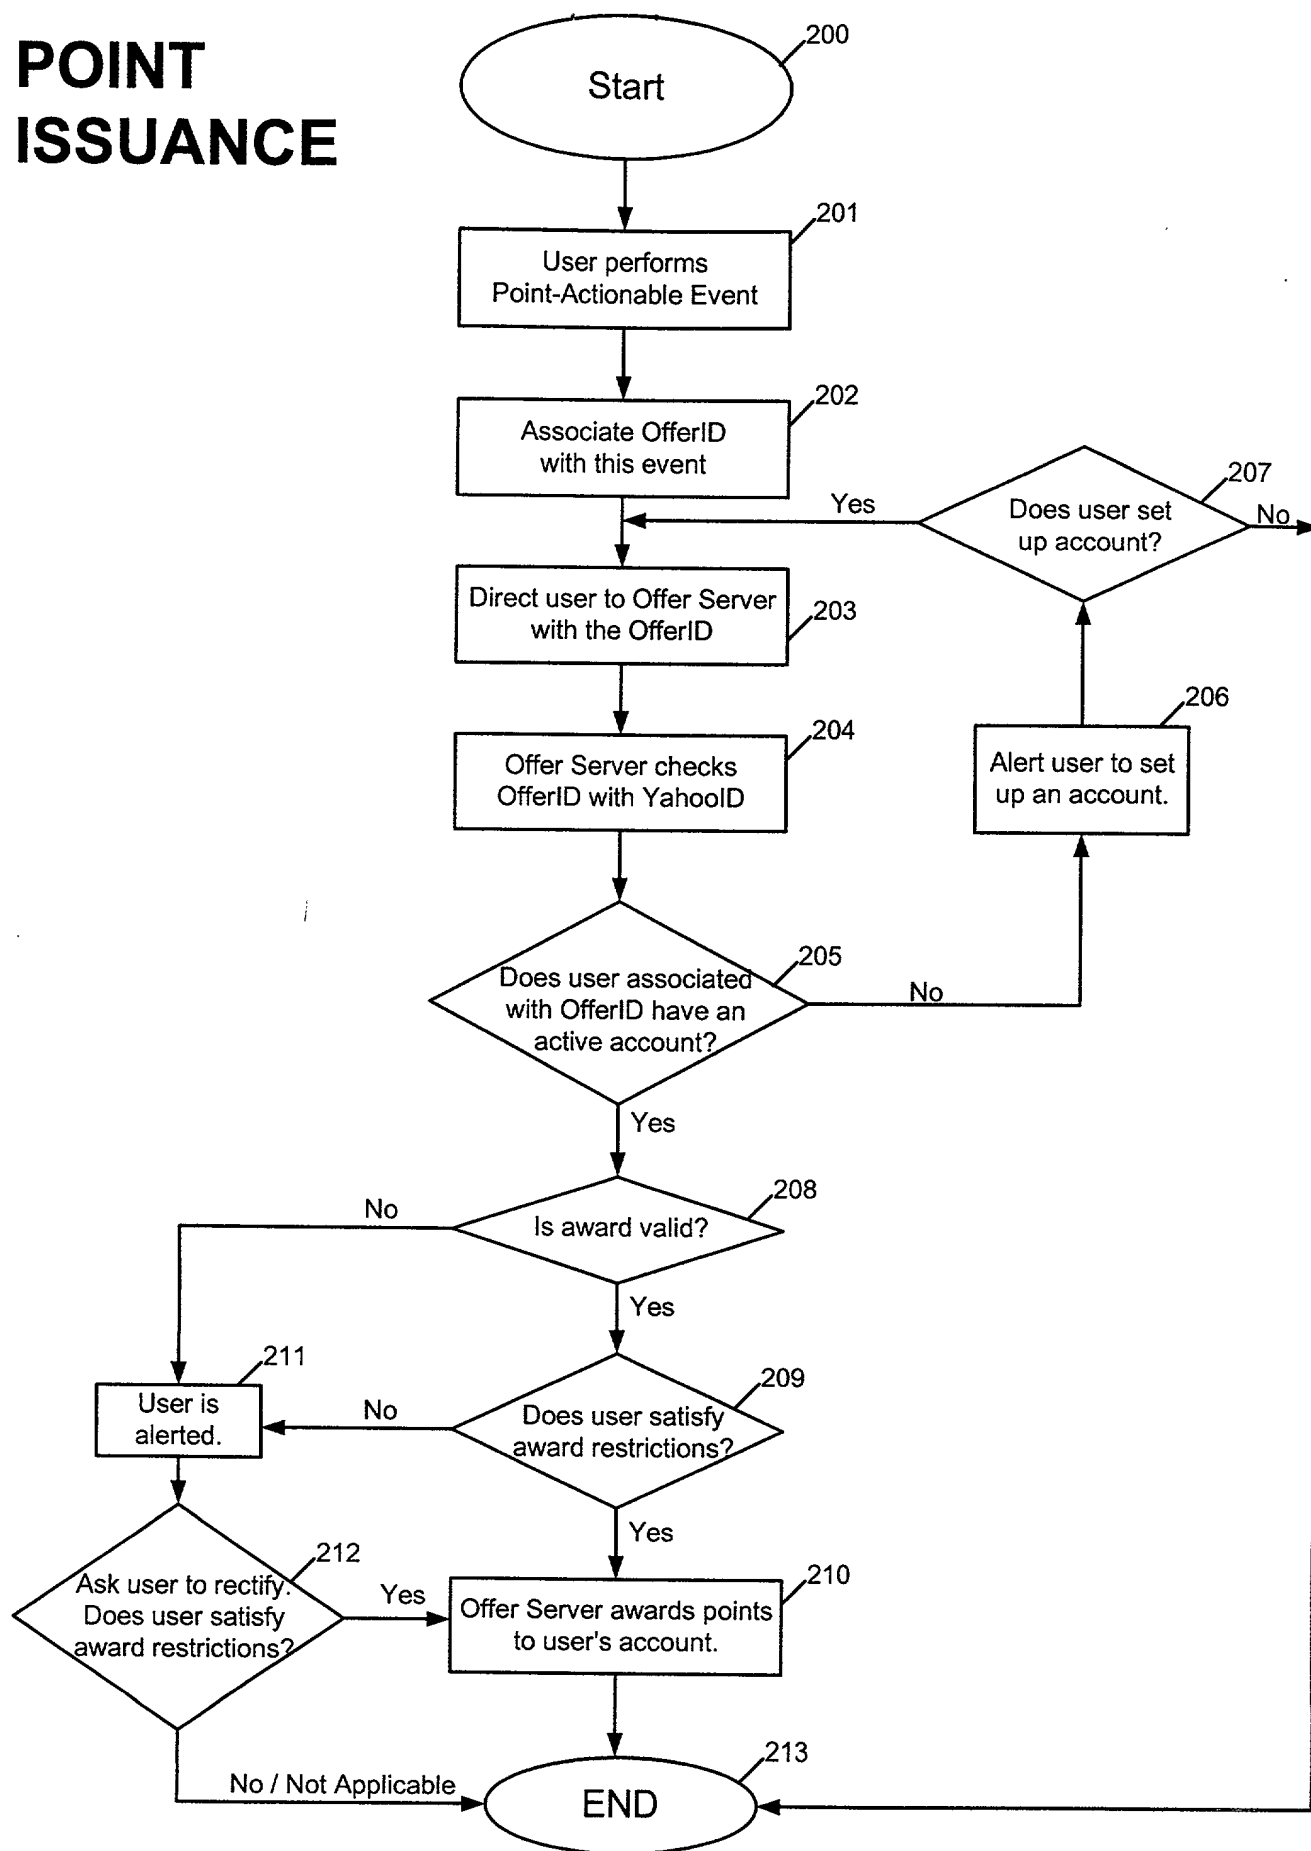 POINT
ISSUANCE
200
Start
201
User performs
Point-Actionable Event
202
Associate OfferID
with this event
207
Does user set
up account?
Yes
No
Direct user to Offer Server
with the OfferID
203
206
Alert user to set
up an account.
204
Offer Server checks
OfferID with YahooID
205
Does user associated
with OfferID have an
active account?
No
Yes
208
Is award valid?
No
Yes
211
User is
alerted.
209
Does user satisfy
award restrictions?
No
Yes
212
Ask user to rectify.
Does user satisfy
award restrictions?
Yes
210
Offer Server awards points
to user's account.
No / Not Applicable
213
END